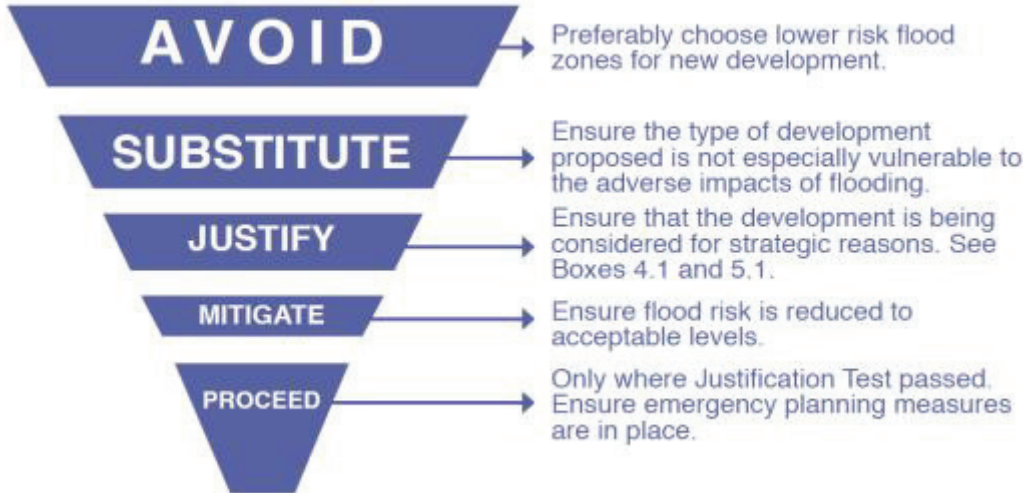 AVOID
Preferably choose lower risk flood
zones for new development.
SUBSTITUTE
Ensure the type of development
proposed is not especially vulnerable to
the adverse impacts of flooding.
JUSTIFY
Ensure that the development is being
considered for strategic reasons. See
Boxes 4.1 and 5.1.
MITIGATE
Ensure flood risk is reduced to
acceptable levels.
PROCEED
Only where Justification Test passed.
Ensure emergency planning measures
are in place.